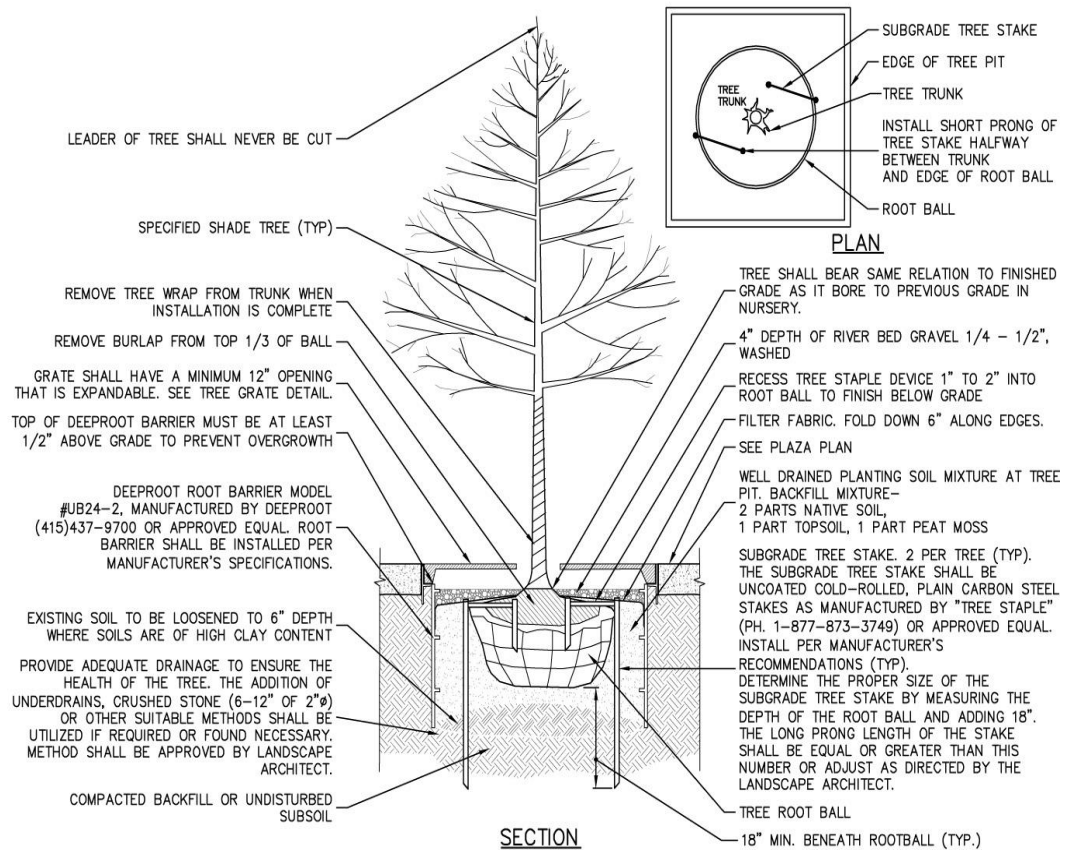 LEADER OF TREE SHALL NEVER BE CUT
SPECIFIED SHADE TREE (TYP)
REMOVE TREE WRAP FROM TRUNK WHEN
INSTALLATION IS COMPLETE
REMOVE BURLAP FROM TOP 1/3 OF BALL
GRATE SHALL HAVE A MINIMUM 12" OPENING
THAT IS EXPANDABLE. SEE TREE GRATE DETAIL.
TOP OF DEEPROOT BARRIER MUST BE AT LEAST
1/2" ABOVE GRADE TO PREVENT OVERGROWTH
DEEPROOT ROOT BARRIER MODEL
#UB24-2, MANUFACTURED BY DEEPROOT
(415)437-9700 OR APPROVED EQUAL. ROOT
BARRIER SHALL BE INSTALLED PER
MANUFACTURER'S SPECIFICATIONS.
EXISTING SOIL TO BE LOOSENED TO 6" DEPTH
WHERE SOILS ARE OF HIGH CLAY CONTENT
PROVIDE ADEQUATE DRAINAGE TO ENSURE THE
HEALTH OF THE TREE. THE ADDITION OF
UNDERDRAINS, CRUSHED STONE (6-12" OF 2"ø)
OR OTHER SUITABLE METHODS SHALL BE
UTILIZED IF REQUIRED OR FOUND NECESSARY.
METHOD SHALL BE APPROVED BY LANDSCAPE
ARCHITECT.
COMPACTED BACKFILL OR UNDISTURBED
SUBSOIL
SECTION
TREE
TRUNK
SUBGRADE TREE STAKE
EDGE OF TREE PIT
TREE TRUNK
INSTALL SHORT PRONG OF
TREE STAKE HALFWAY
BETWEEN TRUNK
AND EDGE OF ROOT BALL
ROOT BALL
PLAN
TREE SHALL BEAR SAME RELATION TO FINISHED
GRADE AS IT BORE TO PREVIOUS GRADE IN
NURSERY.
4" DEPTH OF RIVER BED GRAVEL 1/4 - 1/2",
WASHED
RECESS TREE STAPLE DEVICE 1" TO 2" INTO
ROOT BALL TO FINISH BELOW GRADE
FILTER FABRIC. FOLD DOWN 6" ALONG EDGES.
SEE PLAZA PLAN
WELL DRAINED PLANTING SOIL MIXTURE AT TREE
PIT. BACKFILL MIXTURE-
2 PARTS NATIVE SOIL,
1 PART TOPSOIL, 1 PART PEAT MOSS
SUBGRADE TREE STAKE. 2 PER TREE (TYP).
THE SUBGRADE TREE STAKE SHALL BE
UNCOATED COLD-ROLLED, PLAIN CARBON STEEL
STAKES AS MANUFACTURED BY "TREE STAPLE"
(PH. 1-877-873-3749) OR APPROVED EQUAL.
INSTALL PER MANUFACTURER'S
RECOMMENDATIONS (TYP).
DETERMINE THE PROPER SIZE OF THE
SUBGRADE TREE STAKE BY MEASURING THE
DEPTH OF THE ROOT BALL AND ADDING 18".
THE LONG PRONG LENGTH OF THE STAKE
SHALL BE EQUAL OR GREATER THAN THIS
NUMBER OR ADJUST AS DIRECTED BY THE
LANDSCAPE ARCHITECT.
TREE ROOT BALL
18" MIN. BENEATH ROOTBALL (TYP.)